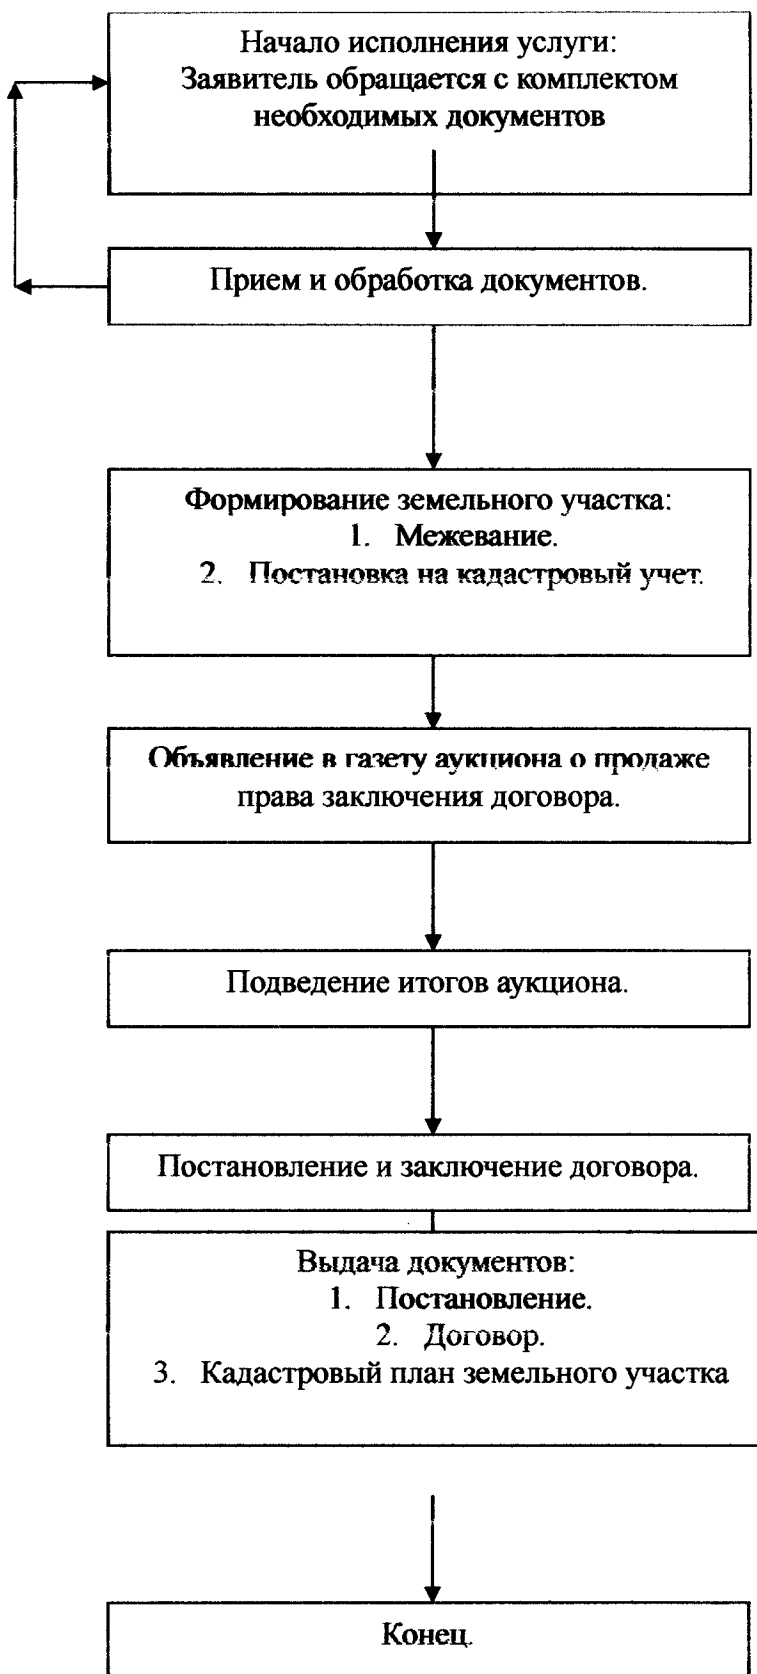 Начало исполнения услуги:
Заявитель обращается с комплектом
необходимых документов
Прием и обработка документов.
Формирование земельного участка:
1. Межевание.
2. Постановка на кадастровый учет.
Объявление в газету аукциона о продаже
права заключения договора.
Подведение итогов аукциона.
Постановление и заключение договора.
Выдача документов:
1. Постановление.
2. Договор.
3. Кадастровый план земельного участка
Конец.